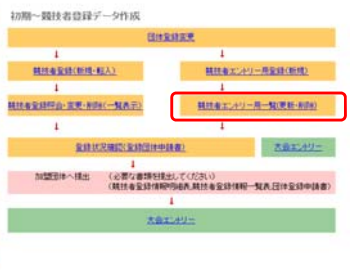 初期～競技者登録データ作成
団体登録変更
競技者登録(新規・転入)
競技者エントリー用登録(新規)
競技者登録照会・変更・削除(一覧表示)
競技者エントリー用一覧(更新・削除)
登録状況確認(登録団体申請書)
大会エントリー
加盟団体へ提出 (必要な書類を提出してください)
(競技者登録情報明細表,競技者登録情報一覧表,団体登録申請書)
大会エントリー